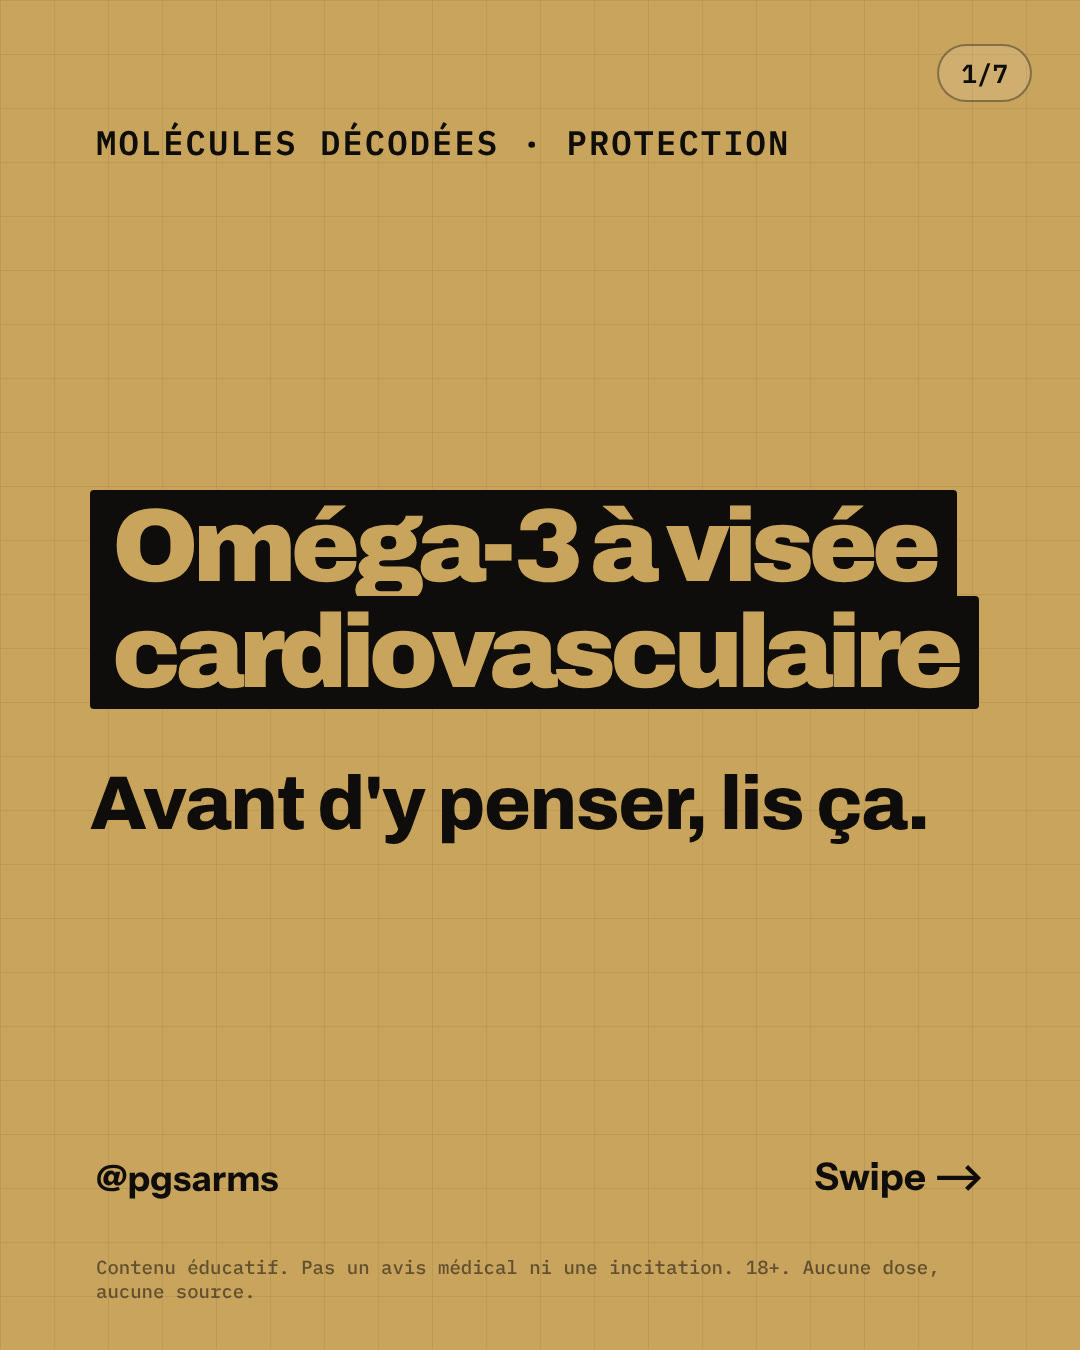 1/7
MOLÉCULES DÉCODÉES · PROTECTION
Oméga-3 à visée
cardiovasculaire
Avant d'y penser, lis ça.
@pgsarms
Swipe →
Contenu éducatif. Pas un avis médical ni une incitation. 18+. Aucune dose,
aucune source.